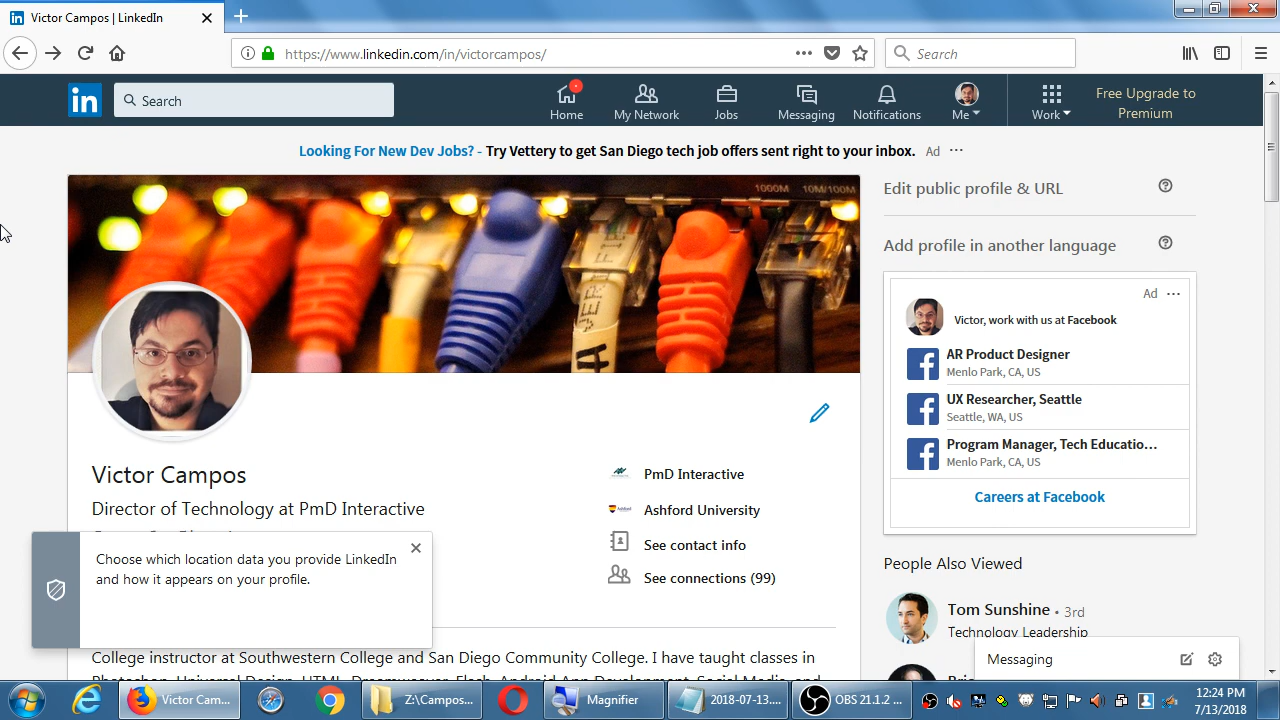 Victor Campos | LinkedIn
https://www.linkedin.com/in/victorcampos/
Search
in
Search
Home
My Network
Jobs
Messaging
Notifications
Me
Work
Free Upgrade to
Premium
Looking For New Dev Jobs? - Try Vettery to get San Diego tech job offers sent right to your inbox. Ad ...
1000M 10M/100M
Edit public profile & URL
Add profile in another language
Ad ...
Victor, work with us at Facebook
AR Product Designer
Menlo Park, CA, US
UX Researcher, Seattle
Seattle, WA, US
Program Manager, Tech Educatio...
Menlo Park, CA, US
Careers at Facebook
Victor Campos
Director of Technology at PmD Interactive
PmD Interactive
Ashford University
See contact info
See connections (99)
Choose which location data you provide LinkedIn
and how it appears on your profile.
College instructor at Southwestern College and San Diego Community College. I have taught classes in
People Also Viewed
Tom Sunshine • 3rd
Technology Leadership
Messaging
Victor Cam...
Z:\Campos...
Magnifier
2018-07-13....
OBS 21.1.2 ...
12:24 PM
7/13/2018